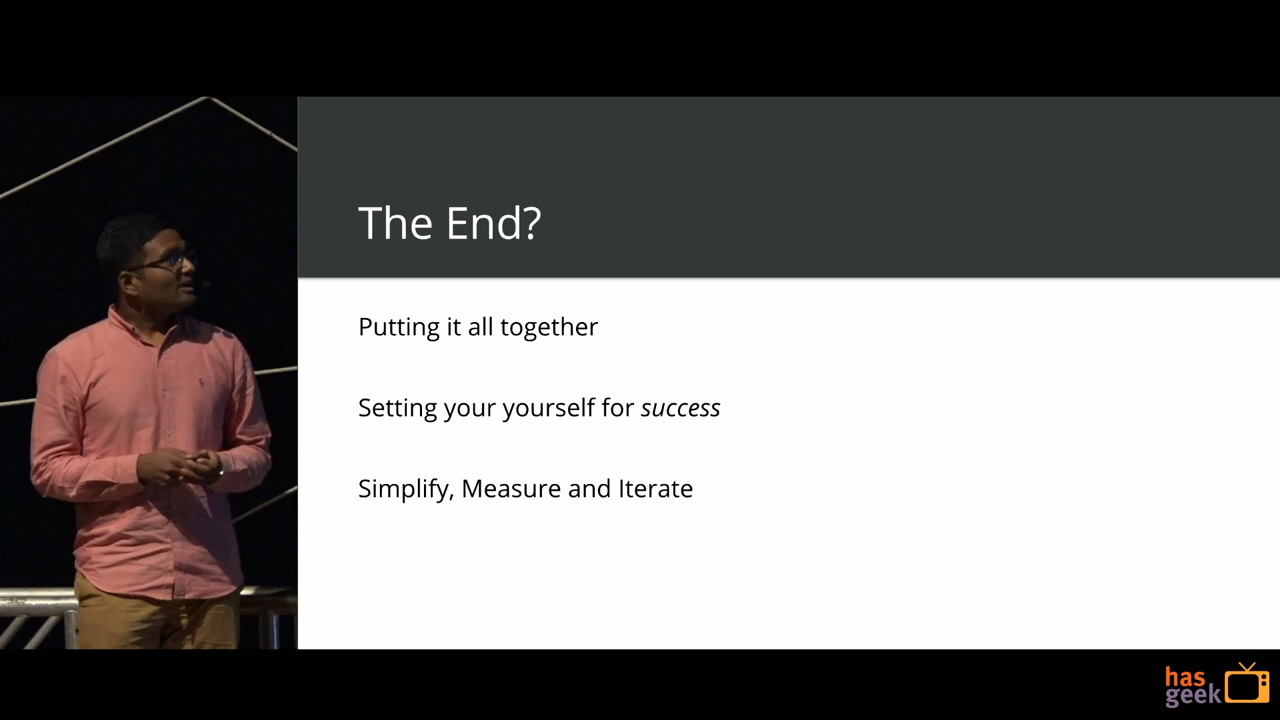 The End?
Putting it all together
Setting your yourself for success
Simplify, Measure and Iterate
has
geek